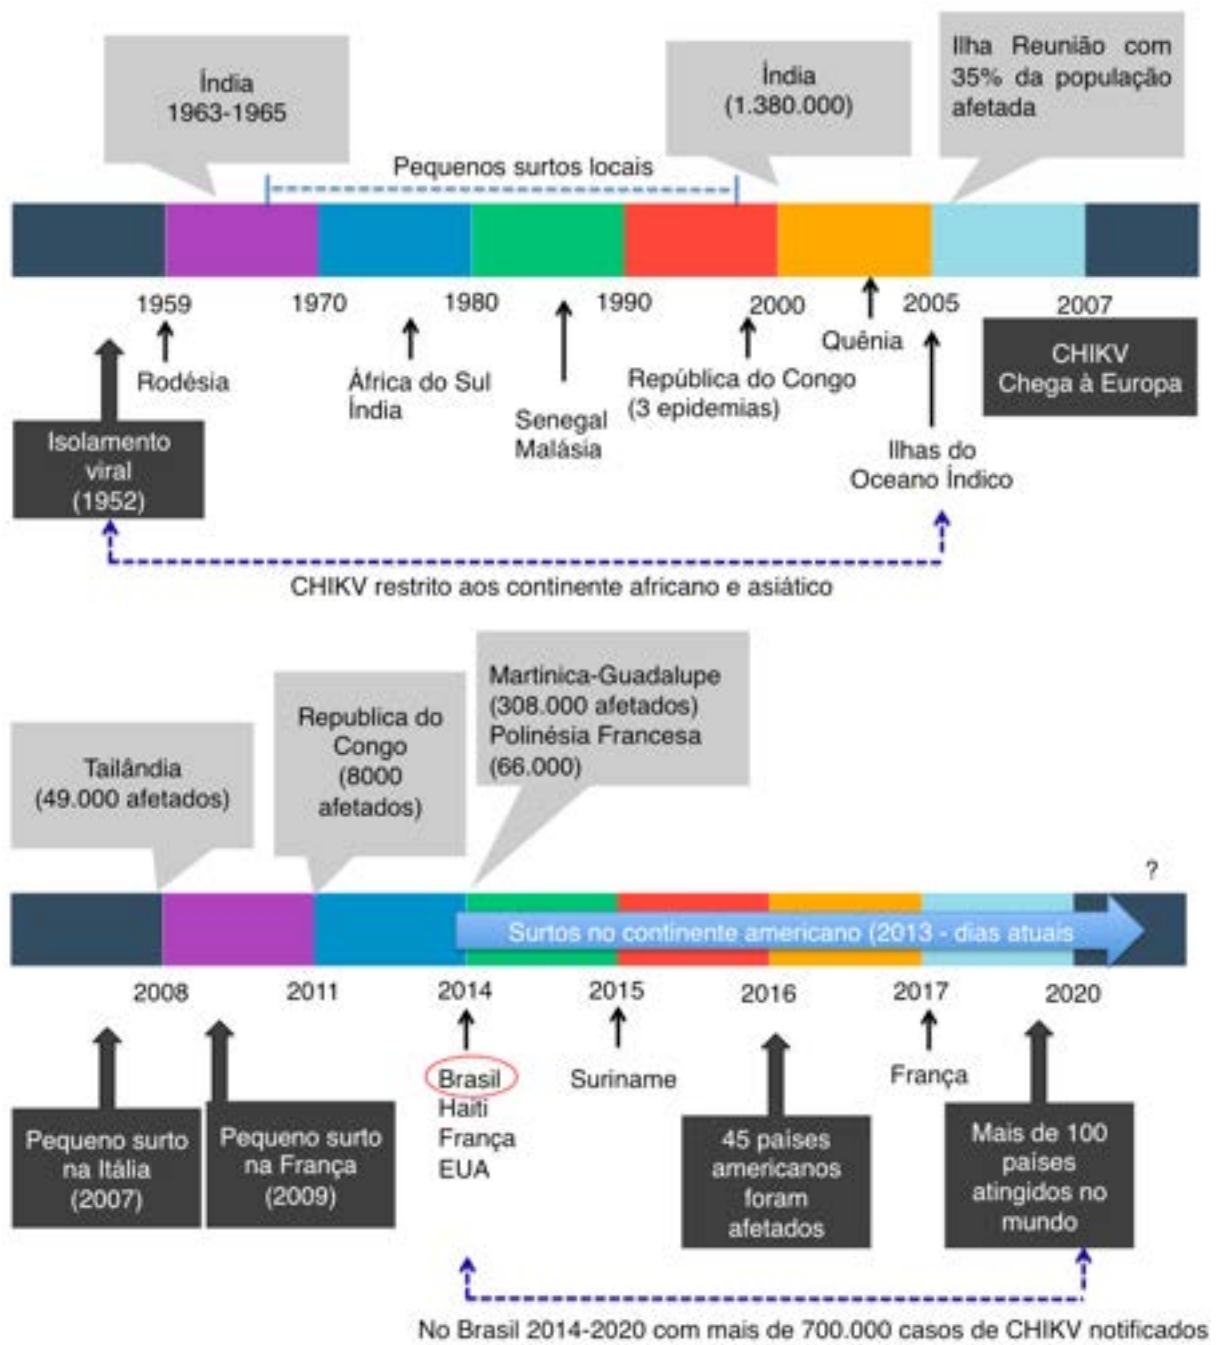 Índia
1963-1965
Índia
(1.380.000)
Ilha Reunião com
35% da população
afetada
Pequenos surtos locais
1959
1970
1980
1990
2000
2005
2007
Rodésia
África do Sul
Índia
Senegal
Malásia
República do Congo
(3 epidemias)
Quênia
Ilhas do
Oceano Índico
CHIKV
Chega à Europa
Isolamento
viral
(1952)
CHIKV restrito aos continente africano e asiático
Tailândia
(49.000 afetados)
Republica do
Congo
(8000
afetados)
Martinica-Guadalupe
(308.000 afetados)
Polinésia Francesa
(66.000)
?
Surtos no continente americano (2013 - dias atuais
2008
2011
2014
2015
2016
2017
2020
Pequeno surto
na Itália
(2007)
Pequeno surto
na França
(2009)
Brasil
Haiti
França
EUA
Suriname
45 países
americanos
foram
afetados
França
Mais de 100
países
atingidos no
mundo
No Brasil 2014-2020 com mais de 700.000 casos de CHIKV notificados